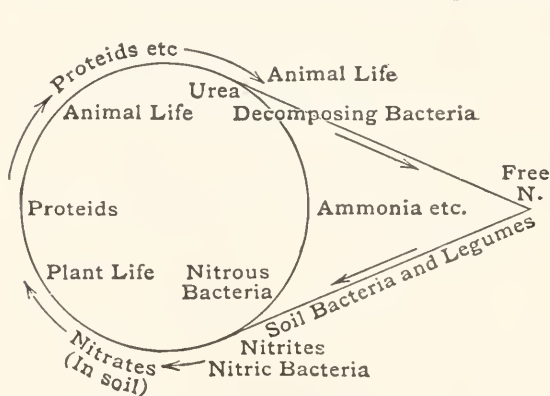 Proteids etc
Animal Life
Urea
Animal Life
Decomposing Bacteria
Free
N.
Proteids
Ammonia etc.
Plant Life
Nitrous
Bacteria
Soil Bacteria and Legumes
Nitrates
(In soil)
Nitrites
Nitric Bacteria